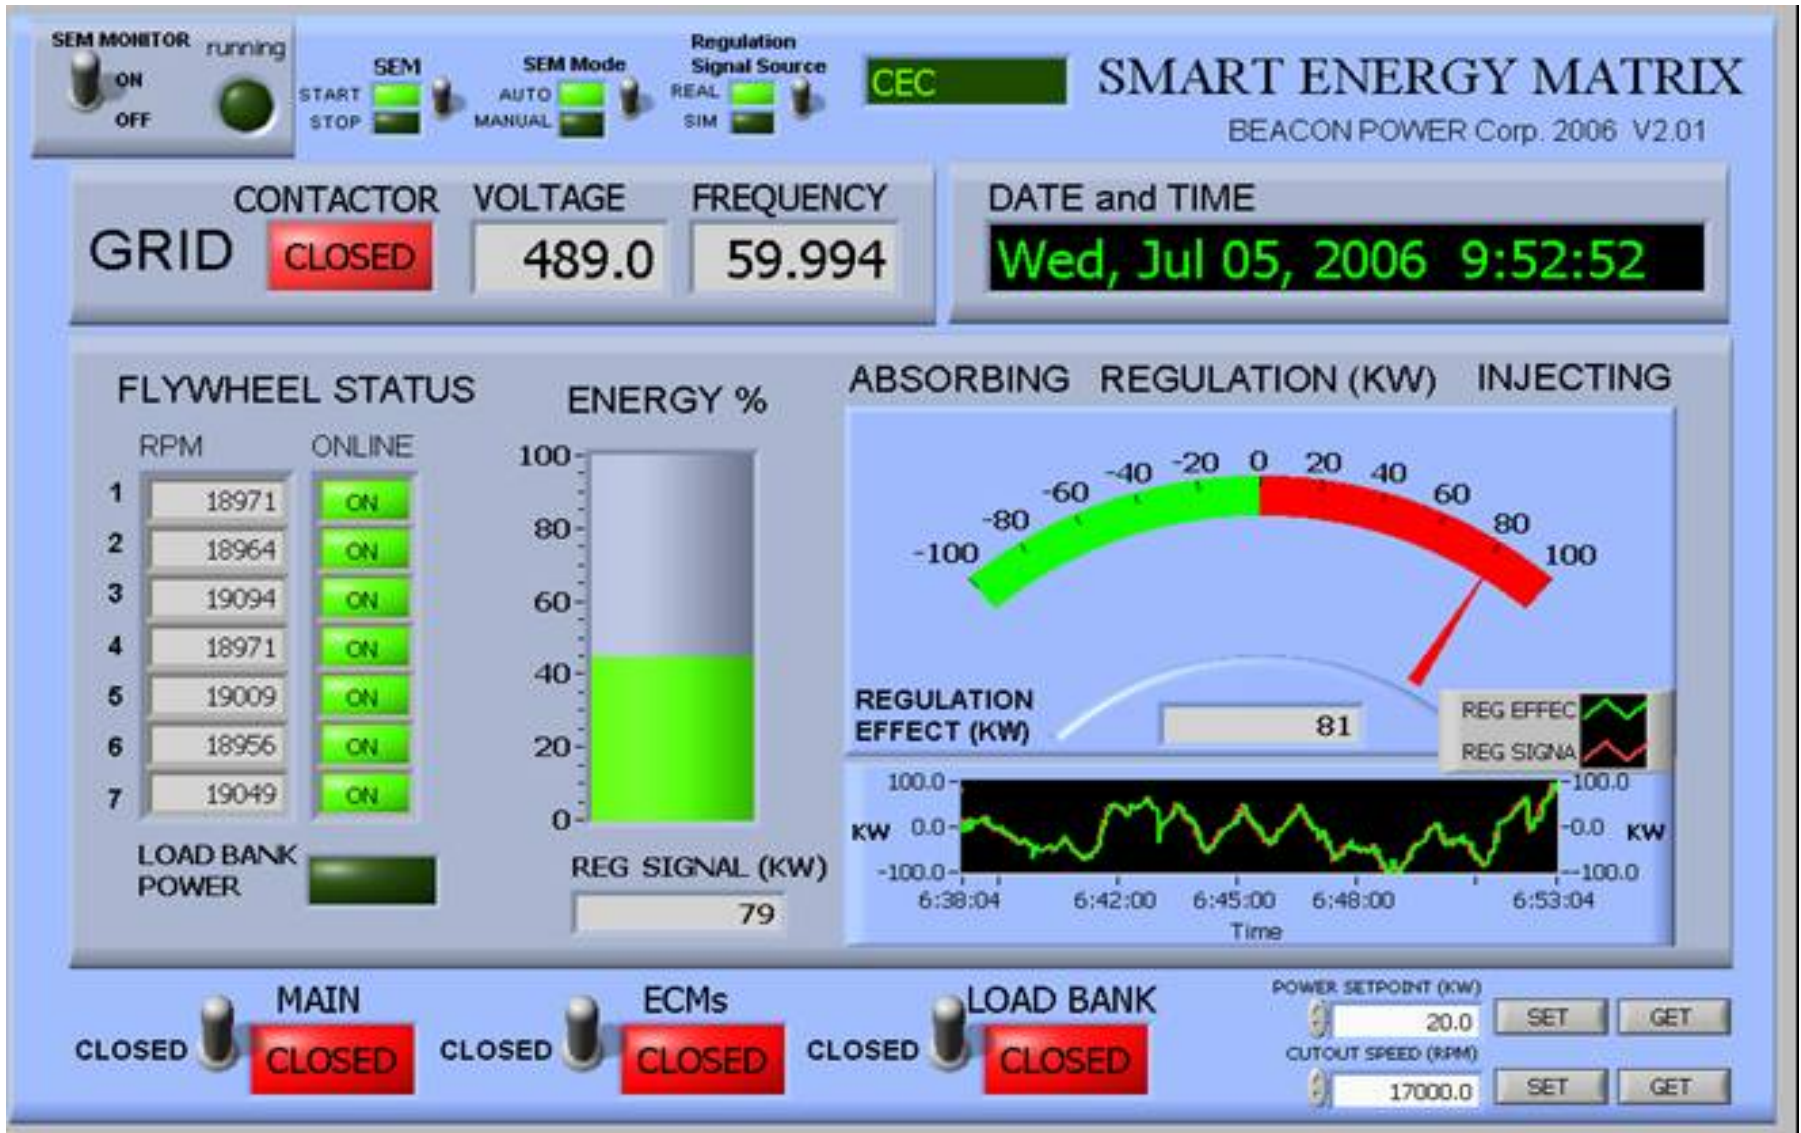 SEM MONITOR
running
ON
OFF
SEM
START
STOP
SEM Mode
AUTO
MANUAL
Regulation
Signal Source
REAL
SIM
CEC
SMART ENERGY MATRIX
BEACON POWER Corp. 2006 V2.01
GRID
CONTACTOR
CLOSED
VOLTAGE
489.0
FREQUENCY
59.994
DATE and TIME
Wed, Jul 05, 2006 9:52:52
FLYWHEEL STATUS
RPM ONLINE
1 18971 ON
2 18964 ON
3 19094 ON
4 18971 ON
5 19009 ON
6 18956 ON
7 19049 ON
LOAD BANK
POWER
ENERGY %
100
80
60
40
20
0
REG SIGNAL (KW)
79
ABSORBING REGULATION (KW) INJECTING
-100 -80 -60 -40 -20 0 20 40 60 80 100
REGULATION
EFFECT (KW)
81
REG EFFEC
REG SIGNA
100.0 -100.0
KW 0.0 -0.0 KW
-100.0 --100.0
6:38:04 6:42:00 6:45:00 6:48:00 6:53:04
Time
MAIN
CLOSED CLOSED
ECMs
CLOSED CLOSED
LOAD BANK
CLOSED CLOSED
POWER SETPOINT (KW)
20.0 SET GET
CUTOUT SPEED (RPM)
17000.0 SET GET